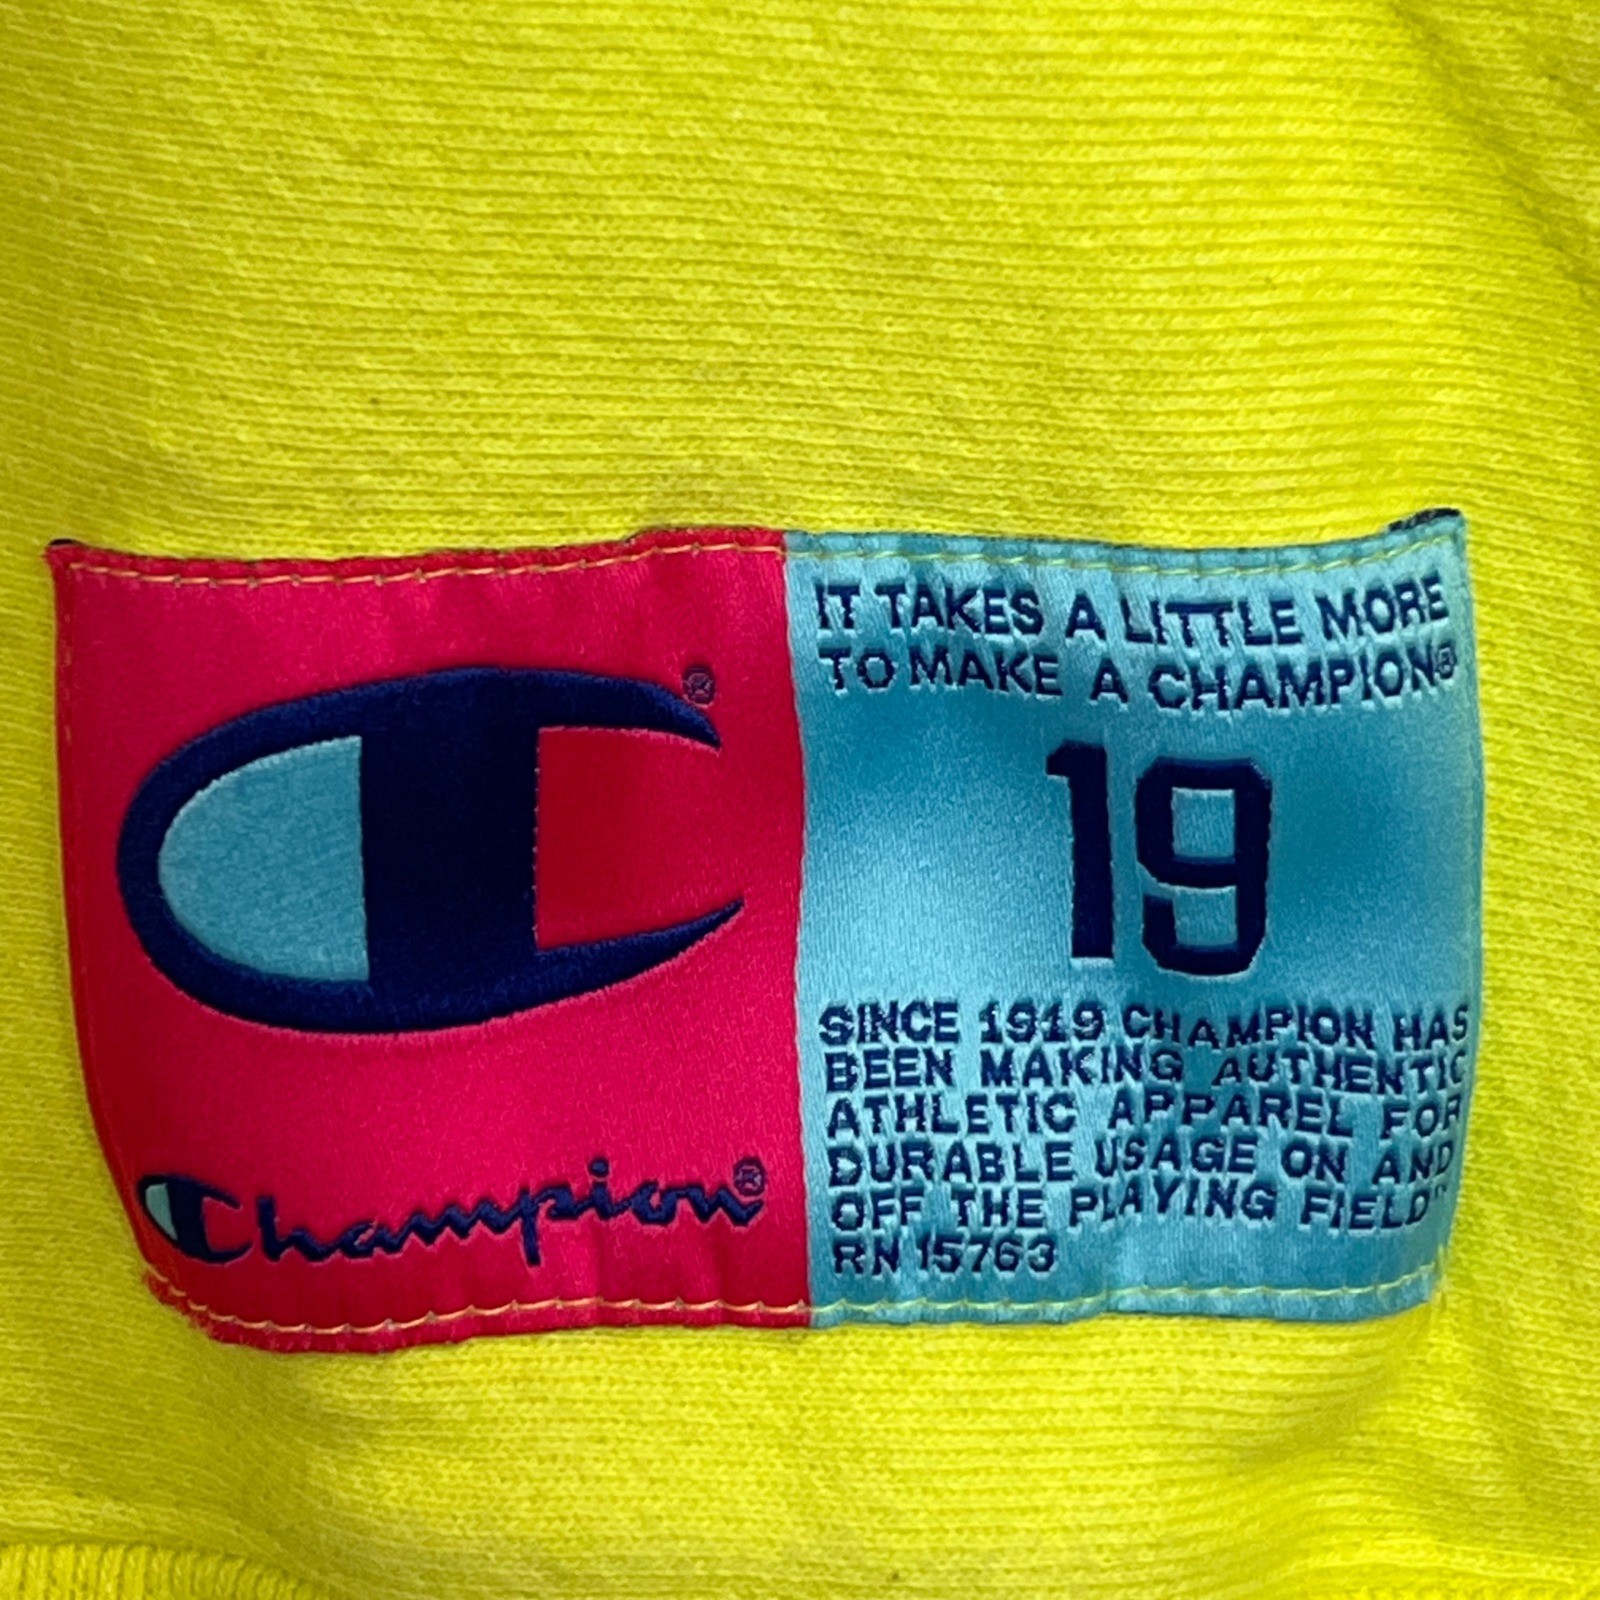 Champion®
IT TAKES A LITTLE MORE
TO MAKE A CHAMPION®
19
SINCE 1919 CHAMPION HAS
BEEN MAKING AUTHENTIC
ATHLETIC APPAREL FOR
DURABLE USAGE ON AND
OFF THE PLAYING FIELD™
RN 15763